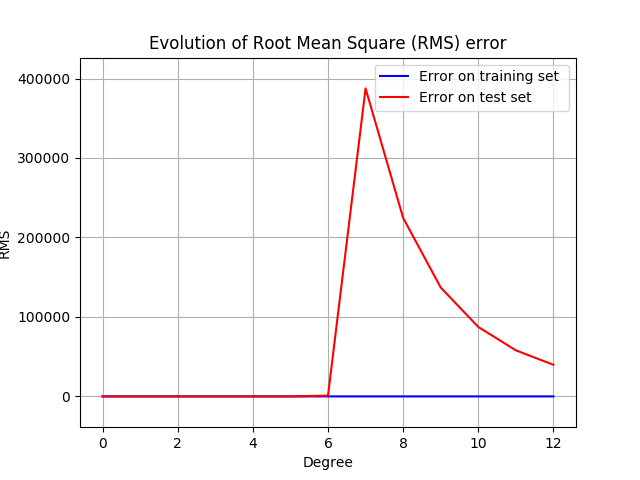 Evolution of Root Mean Square (RMS) error
Error on training set
Error on test set
400000
300000
200000
100000
0
RMS
0 2 4 6 8 10 12
Degree